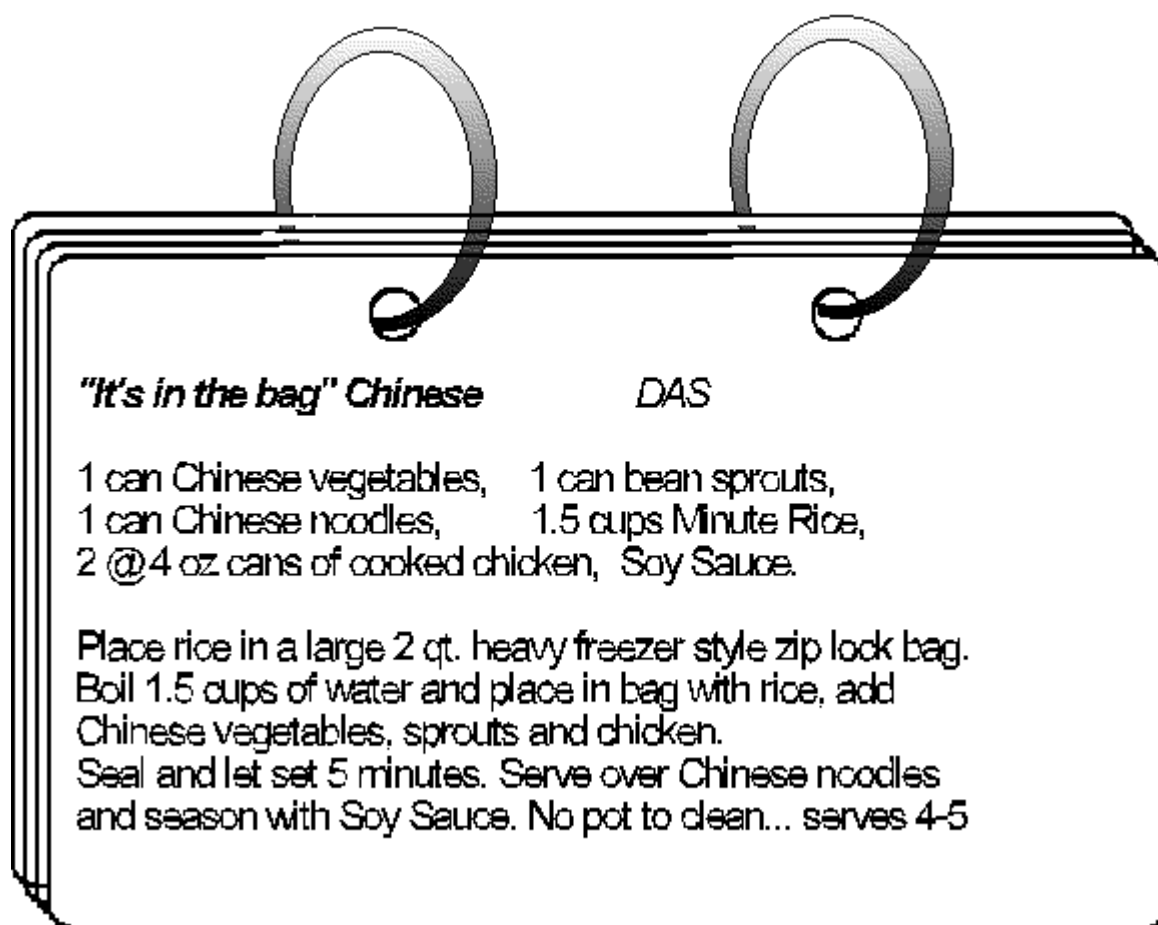 "It's in the bag" Chinese DAS
1 can Chinese vegetables, 1 can bean sprouts,
1 can Chinese noodles, 1.5 cups Minute Rice,
2 @ 4 oz cans of cooked chicken, Soy Sauce.
Place rice in a large 2 qt. heavy freezer style zip lock bag.
Boil 1.5 cups of water and place in bag with rice, add
Chinese vegetables, sprouts and chicken.
Seal and let set 5 minutes. Serve over Chinese noodles
and season with Soy Sauce. No pot to clean... serves 4-5